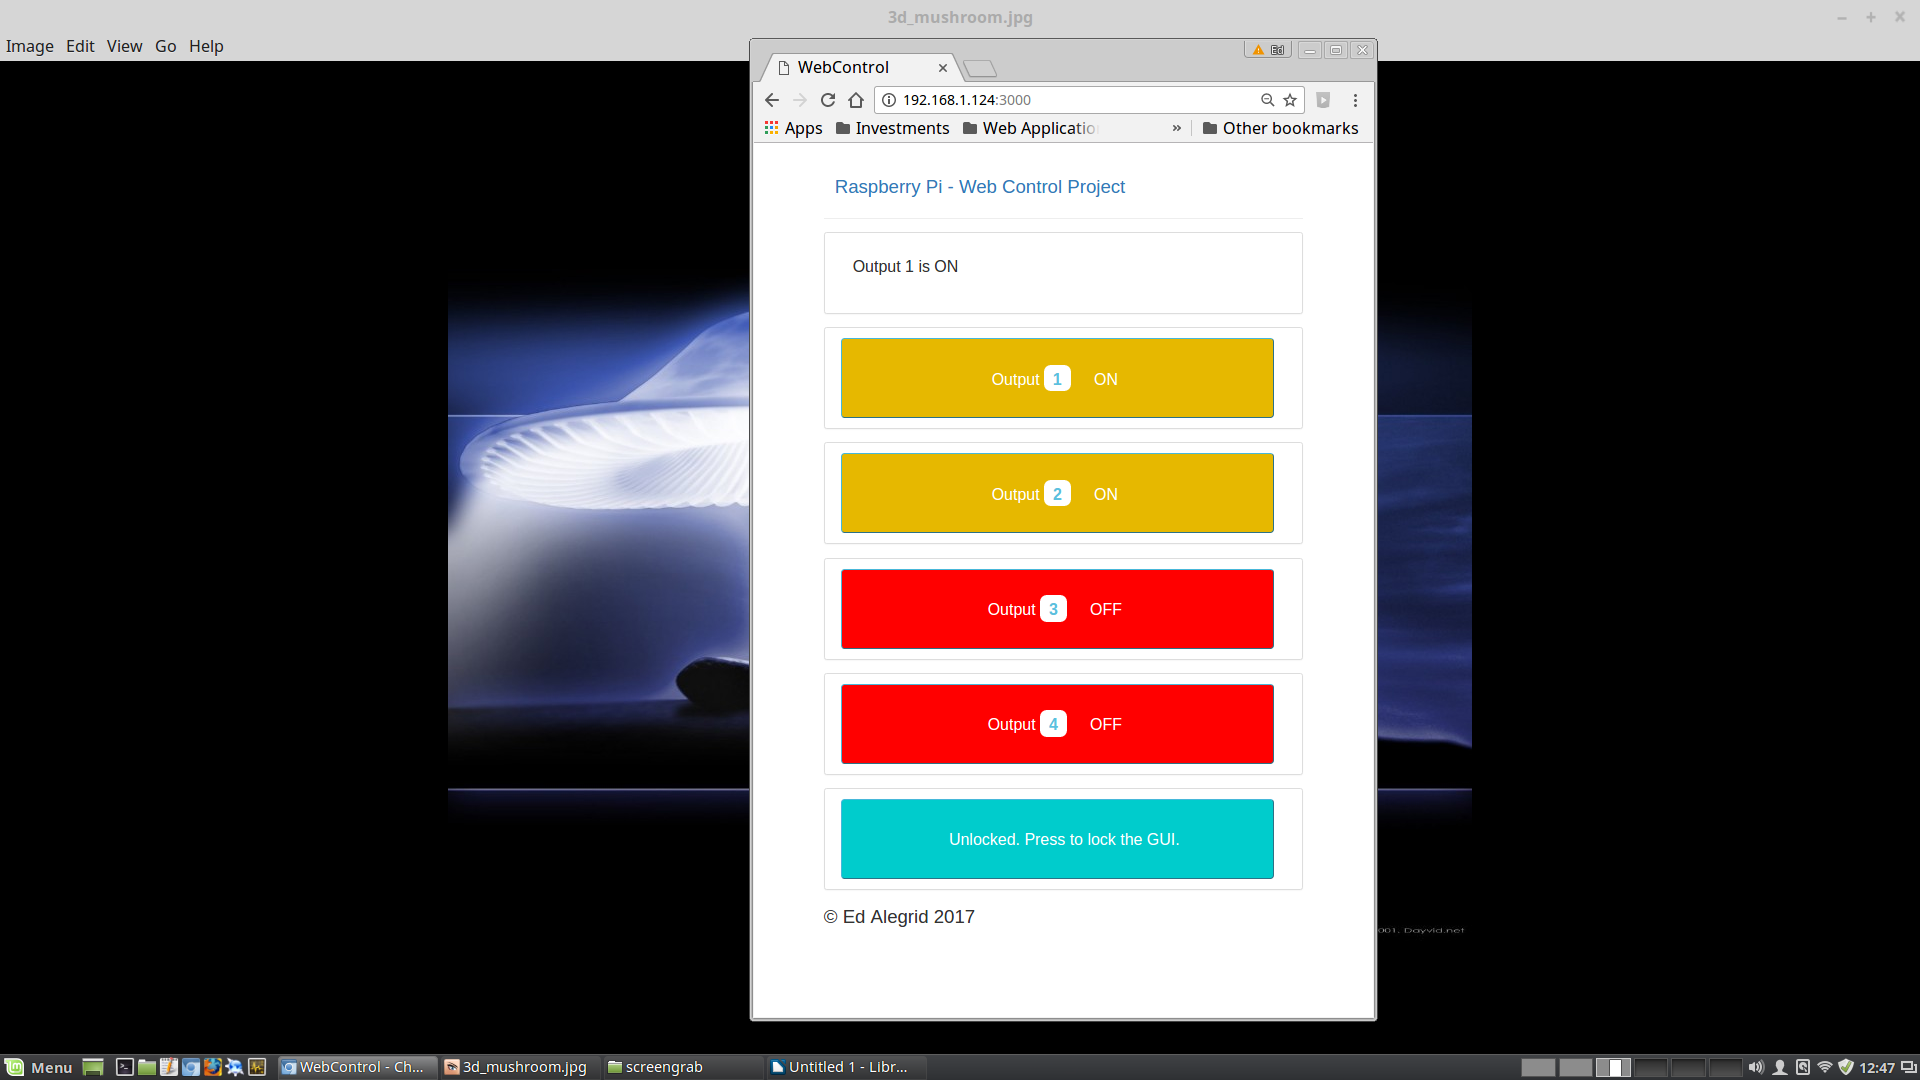 3d_mushroom.jpg
Image Edit View Go Help
Ed
WebControl
192.168.1.124:3000
Apps Investments Web Applicatio » Other bookmarks
Raspberry Pi - Web Control Project
Output 1 is ON
Output 1 ON
Output 2 ON
Output 3 OFF
Output 4 OFF
Unlocked. Press to lock the GUI.
© Ed Alegrid 2017
001. Dayvid.net
Menu WebControl - Ch... 3d_mushroom.jpg screengrab Untitled 1 - Libr... 12:47